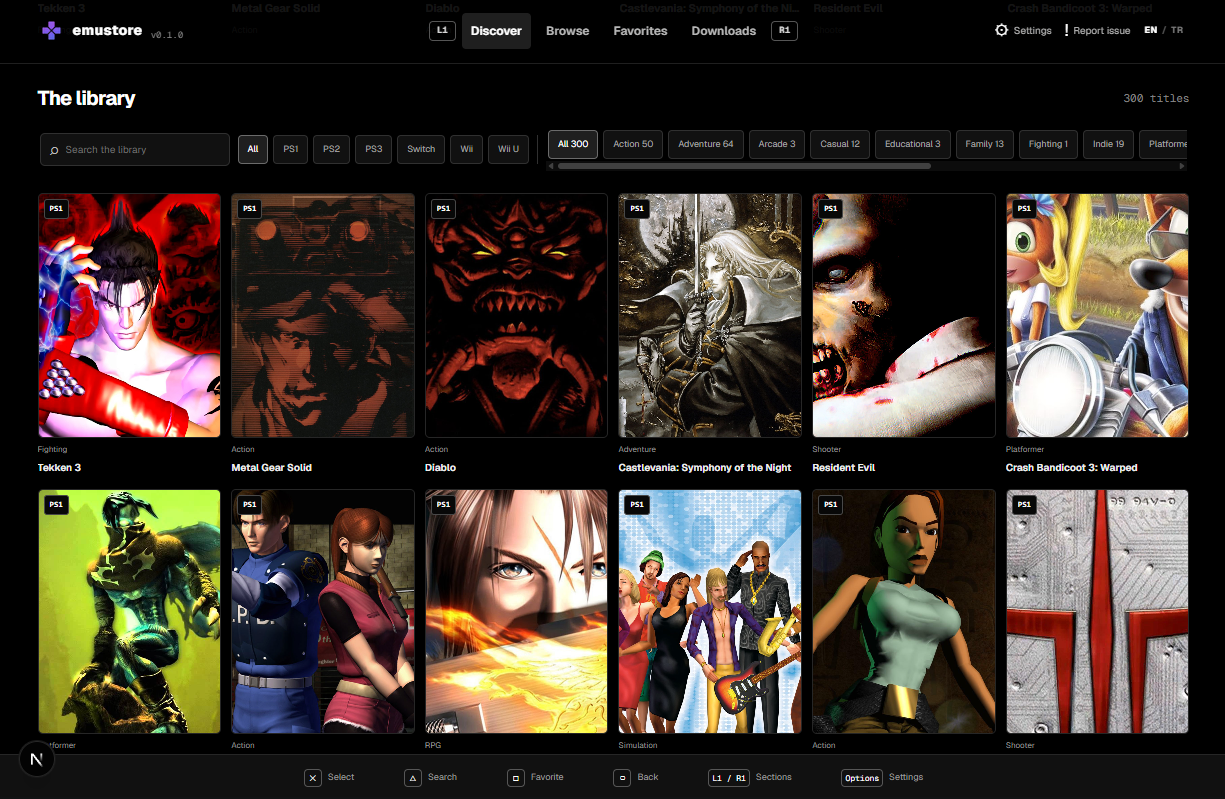 Tekken 3 Metal Gear Solid Diablo Castlevania: Symphony of the Ni... Resident Evil Crash Bandicoot 3: Warped
emustore v0.1.0 L1 Discover Browse Favorites Downloads R1 Settings Report issue EN / TR
The library 300 titles
Search the library All PS1 PS2 PS3 Switch Wii Wii U All 300 Action 50 Adventure 64 Arcade 3 Casual 12 Educational 3 Family 13 Fighting 1 Indie 19 Platforme
PS1 PS1 PS1 PS1 PS1 PS1
Fighting Action Action Adventure Shooter Platformer
Tekken 3 Metal Gear Solid Diablo Castlevania: Symphony of the Night Resident Evil Crash Bandicoot 3: Warped
PS1 PS1 PS1 PS1 PS1 PS1
tformer Action RPG Simulation Action Shooter
N
Select Search Favorite Back L1 / R1 Sections Options Settings